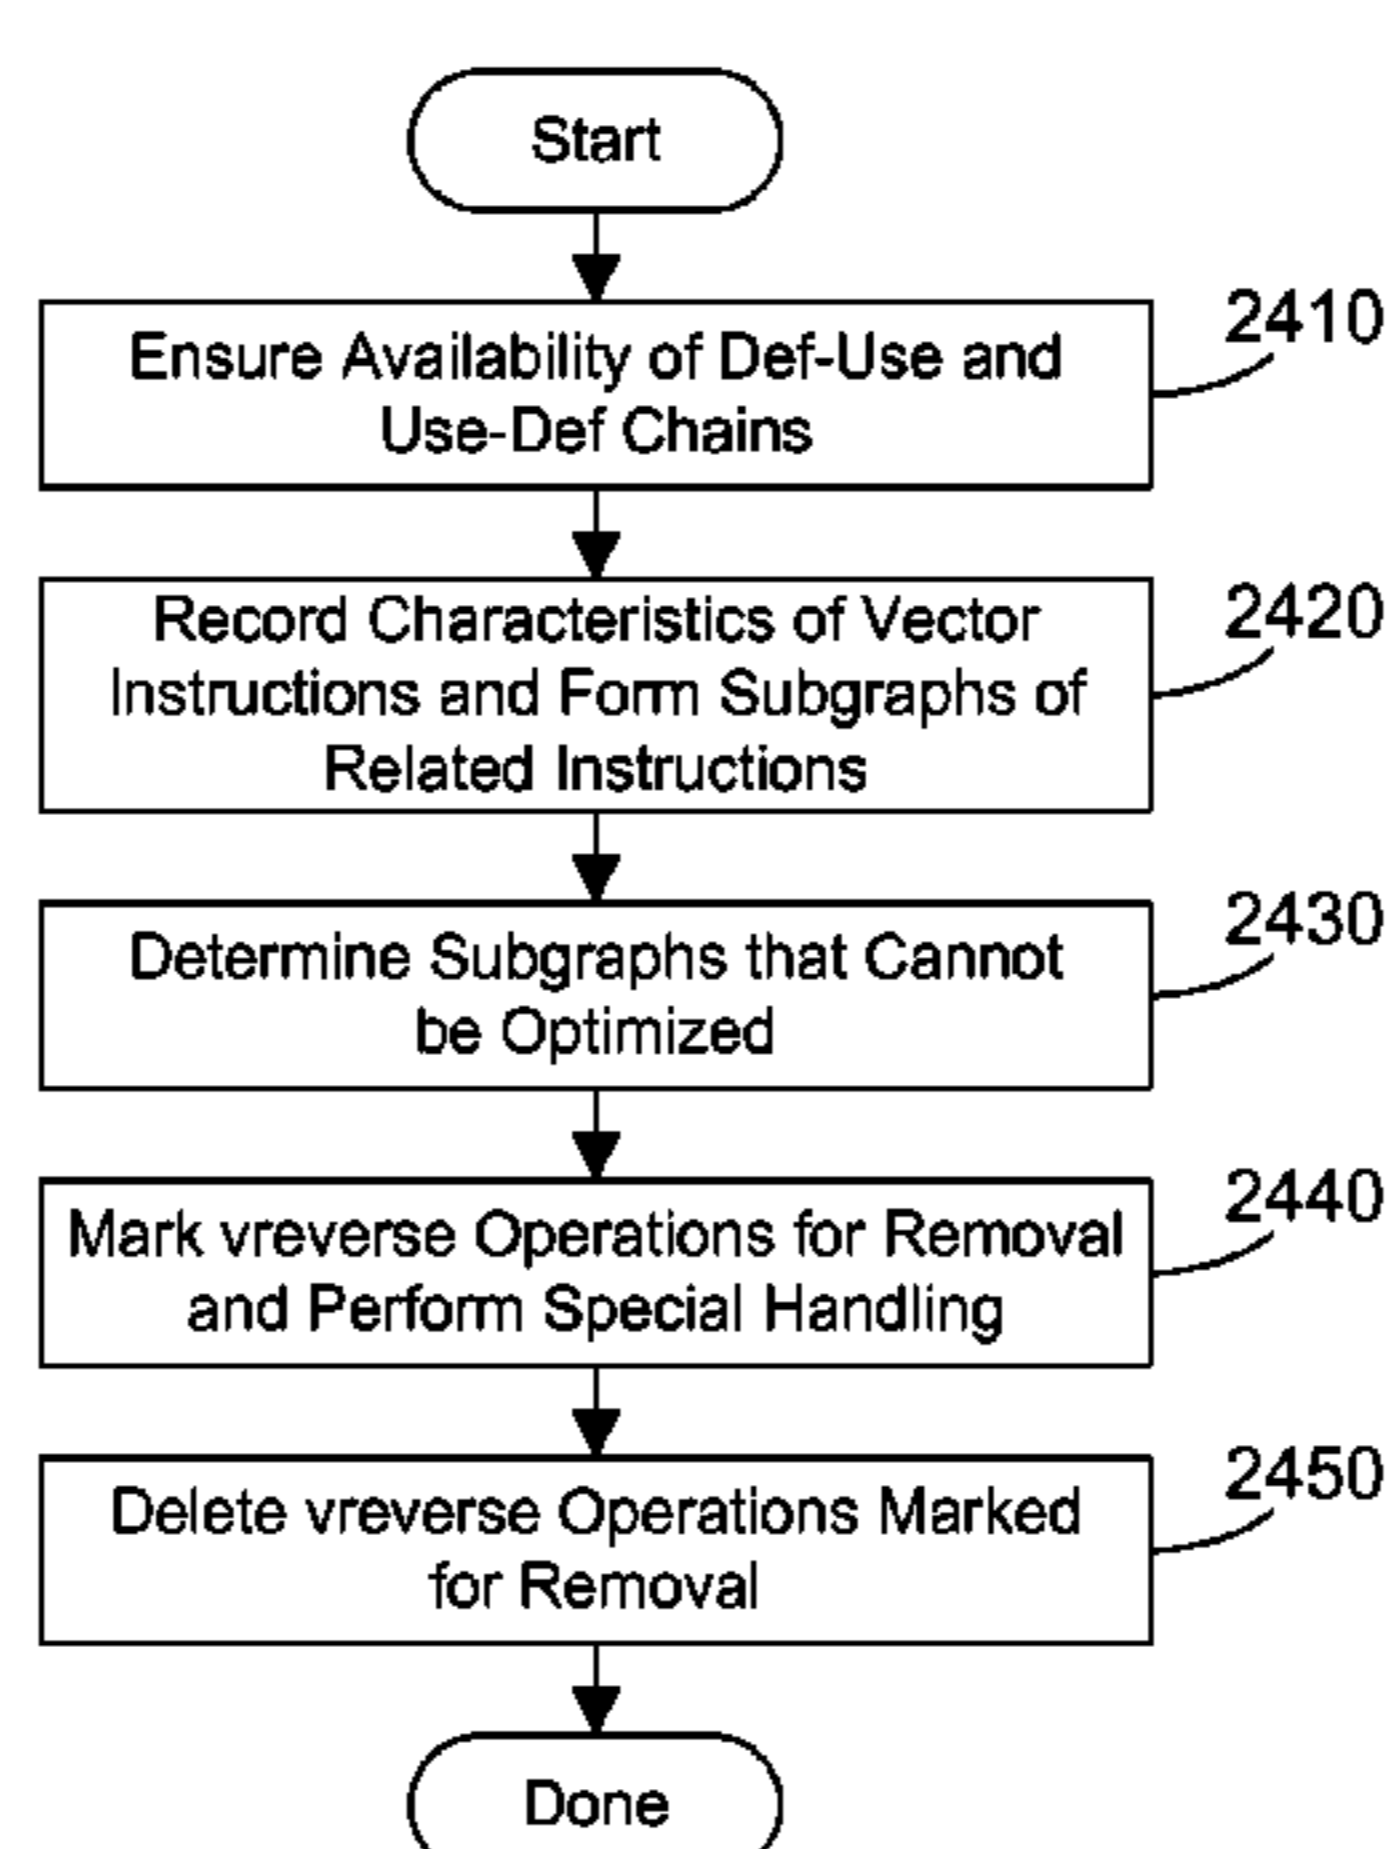 Start
Ensure Availability of Def-Use and
Use-Def Chains
2410
Record Characteristics of Vector
Instructions and Form Subgraphs of
Related Instructions
2420
Determine Subgraphs that Cannot
be Optimized
2430
Mark vreverse Operations for Removal
and Perform Special Handling
2440
Delete vreverse Operations Marked
for Removal
2450
Done